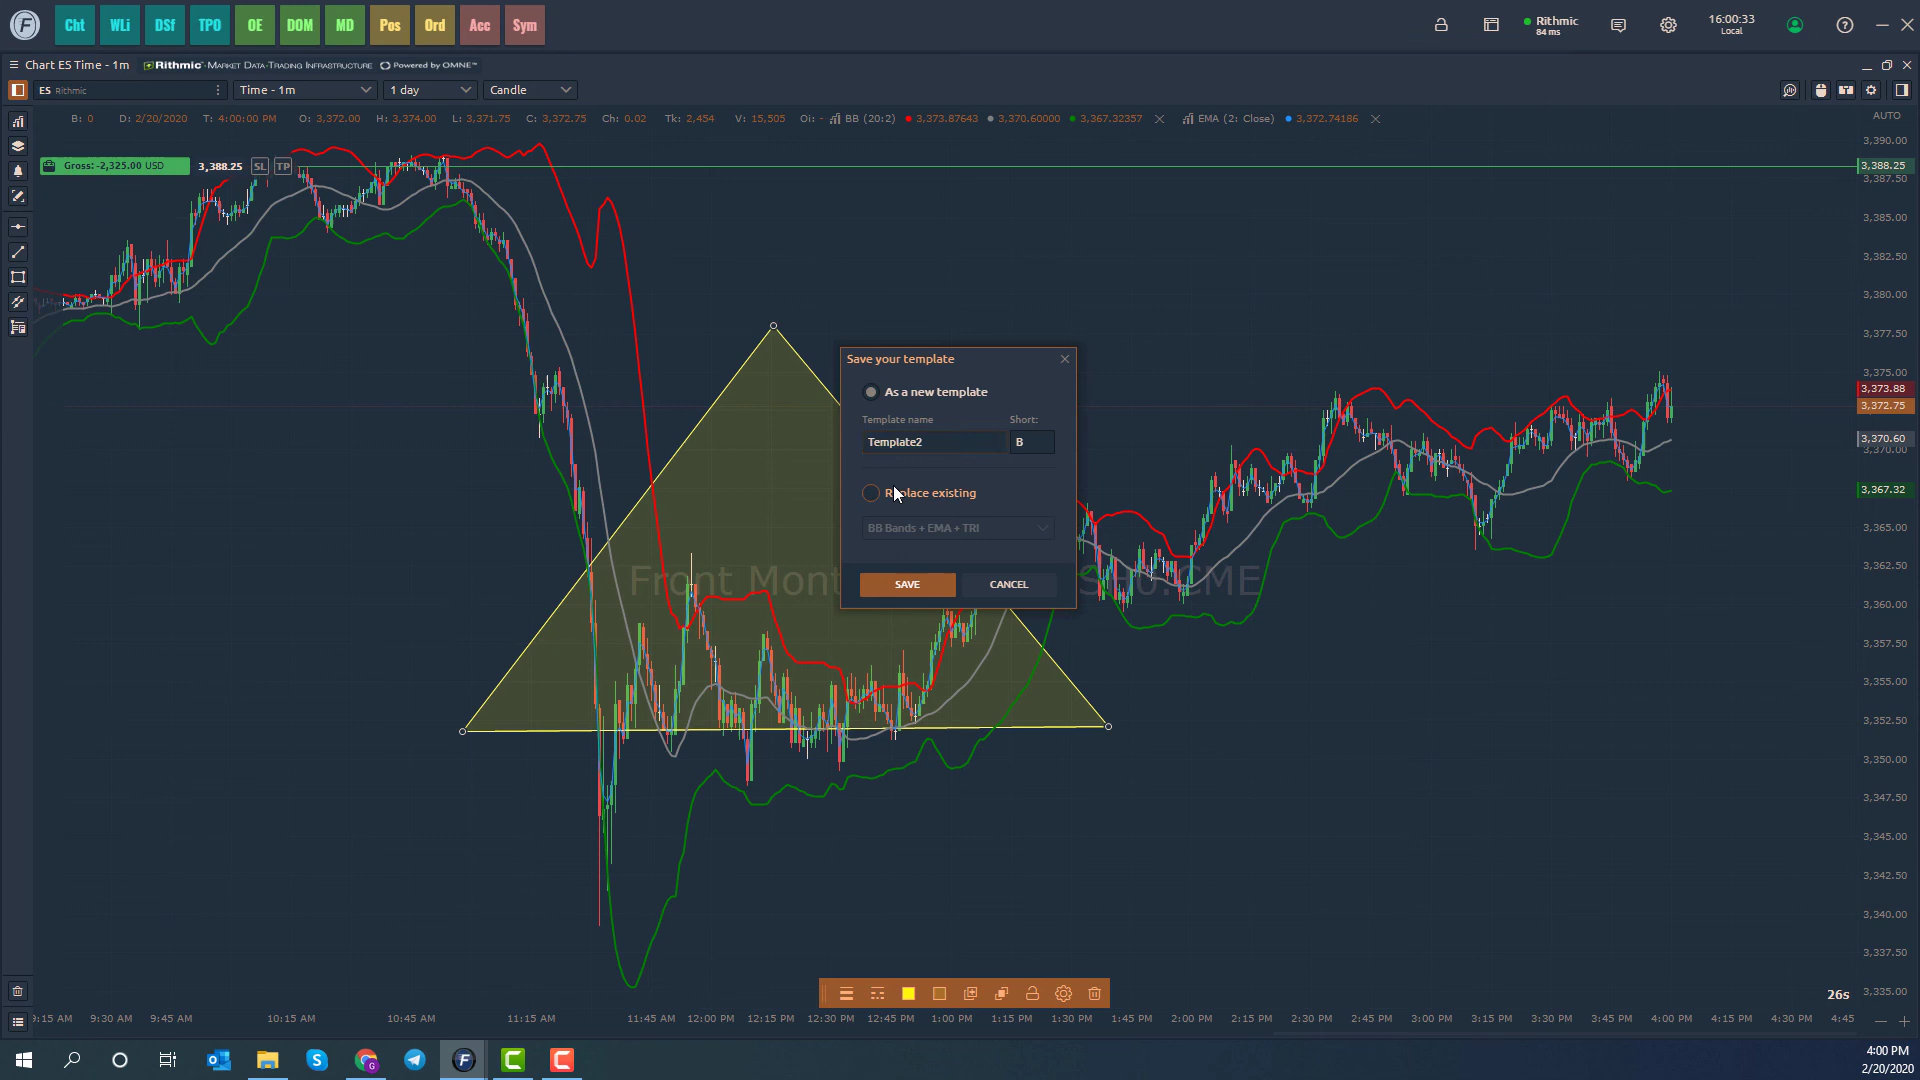 F Cht WLi DSf TPO OE DOM MD Pos Ord Acc Sym Rithmic 84 ms 16:00:33 Local
Chart ES Time - 1m Rithmic - Market Data-Trading Infrastructure Powered by OMNE™
ES Rithmic Time - 1m 1 day Candle
B: 0 D: 2/20/2020 T: 4:00:00 PM O: 3,372.00 H: 3,374.00 L: 3,371.75 C: 3,372.75 Ch: 0.02 Tk: 2,454 V: 15,505 Oi: - BB (20:2) 3,373.87643 3,370.60000 3,367.32357 EMA (2: Close) 3,372.74186 AUTO
3,390.00
Gross: -2,325.00 USD 3,388.25 SL TP 3,388.25
3,387.50
3,385.00
3,382.50
3,380.00
3,377.50
Save your template
3,375.00
As a new template 3,373.88
3,372.75
Template name Short:
Template2 B 3,370.60
3,370.00
Replace existing 3,367.32
BB Bands + EMA + TRI 3,365.00
3,362.50
Front Mont
H0.CME
SAVE CANCEL
3,360.00
3,357.50
3,355.00
3,352.50
3,350.00
3,347.50
3,345.00
3,342.50
3,340.00
3,337.50
3,335.00
26s
9:15 AM 9:30 AM 9:45 AM 10:15 AM 10:45 AM 11:15 AM 11:45 AM 12:00 PM 12:15 PM 12:30 PM 12:45 PM 1:00 PM 1:15 PM 1:30 PM 1:45 PM 2:00 PM 2:15 PM 2:30 PM 2:45 PM 3:00 PM 3:15 PM 3:30 PM 3:45 PM 4:00 PM 4:15 PM 4:30 PM 4:45
4:00 PM
2/20/2020